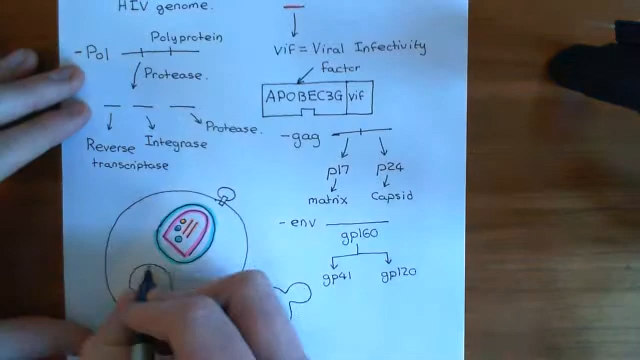 HIV genome.
Polyprotein
-Pol
Protease.
Reverse transcriptase
Integrase
Protease.
vif = Viral Infectivity
Factor
APOBEC3G vif
-gag
p17
p24
matrix
Capsid
-env
gp160
gp41
gp120